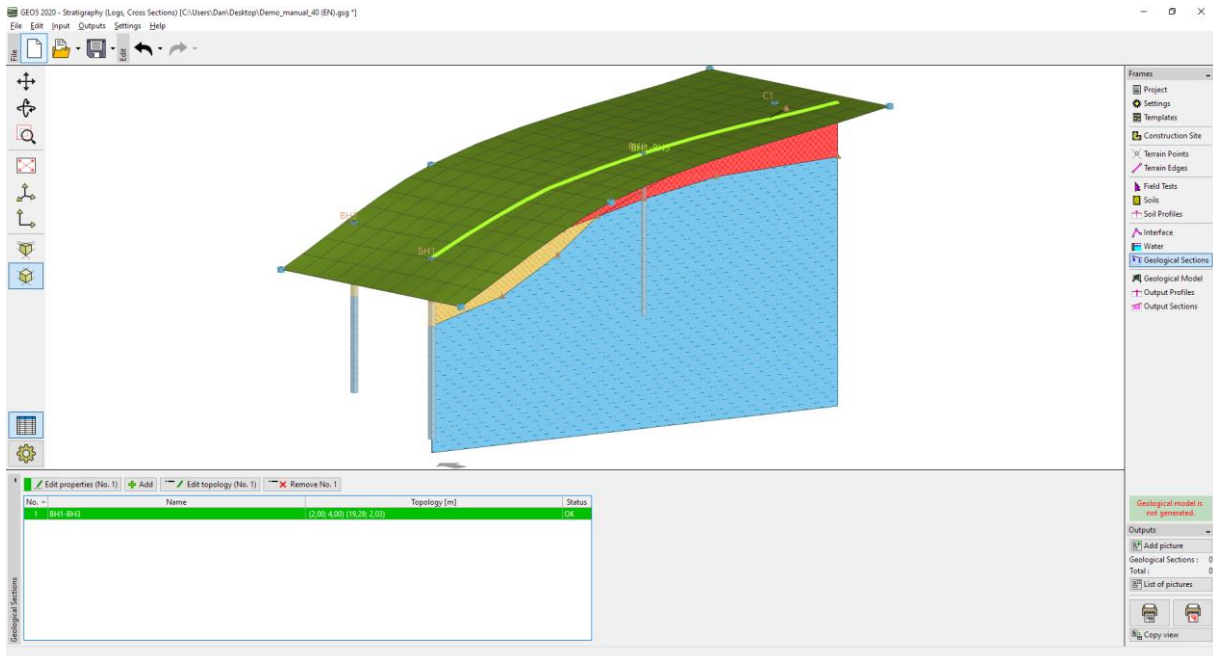 GEO5 2020 - Stratigraphy (Logs, Cross Sections) [C:\Users\Dan\Desktop\Demo_manual_40 (EN).gsg *]
File Edit Input Outputs Settings Help
File
Edit
C1
BH1-BH3
BH1
Frames
Project
Settings
Templates
Construction Site
Terrain Points
Terrain Edges
Field Tests
Soils
Soil Profiles
Interface
Water
Geological Sections
Geological Model
Output Profiles
Output Sections
Geological model is
not generated.
Outputs
Add picture
Geological Sections : 0
Total : 0
List of pictures
Copy view
Geological Sections
Edit properties (No. 1) Add Edit topology (No. 1) Remove No. 1
No. Name Topology [m] Status
1 BH1-BH3 (2,00; 4,00) (19,28; 2,03) OK